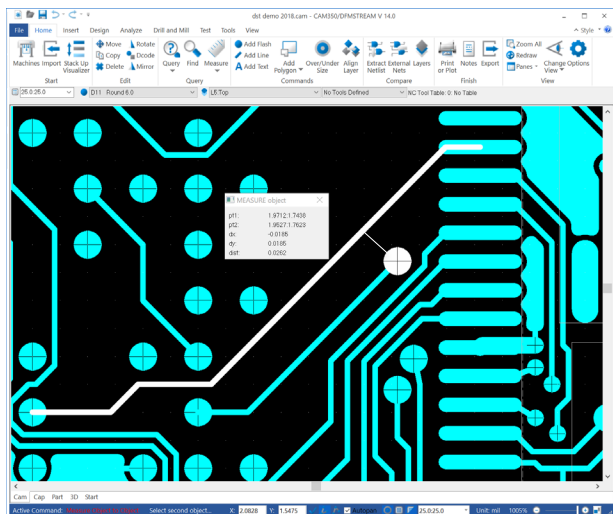 dst demo 2018.cam - CAM350/DFMSTREAM V 14.0
File Home Insert Design Analyze Drill and Mill Test Tools View Style
Machines Import Stack Up Visualizer
Move Rotate
Copy Dcode
Delete Mirror
Query Find Measure
Add Flash
Add Line
Add Text
Add Polygon Over/Under Size Align Layer
Extract Netlist External Nets Compare Layers
Print or Plot Notes Export
Zoom All
Redraw
Panes
Change View Options
Start Edit Query Commands Compare Finish View
25.0:25.0 D11 Round 6.0 L5:Top No Tools Defined NC Tool Table: 0: No Table
MEASURE object
pt1: 1.9712:1.7438
pt2: 1.9527:1.7623
dx: -0.0185
dy: 0.0185
dist: 0.0262
Cam Cap Part 3D Start
Active Command: Select second object... X: 2.0828 Y: 1.5475 Autopan 25.0:25.0 Unit: mil 1005%